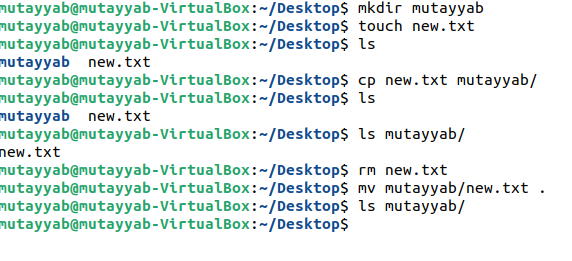 mutayyab@mutayyab-VirtualBox:~/Desktop$ mkdir mutayyab
mutayyab@mutayyab-VirtualBox:~/Desktop$ touch new.txt
mutayyab@mutayyab-VirtualBox:~/Desktop$ ls
mutayyab  new.txt
mutayyab@mutayyab-VirtualBox:~/Desktop$ cp new.txt mutayyab/
mutayyab@mutayyab-VirtualBox:~/Desktop$ ls
mutayyab  new.txt
mutayyab@mutayyab-VirtualBox:~/Desktop$ ls mutayyab/
new.txt
mutayyab@mutayyab-VirtualBox:~/Desktop$ rm new.txt
mutayyab@mutayyab-VirtualBox:~/Desktop$ mv mutayyab/new.txt .
mutayyab@mutayyab-VirtualBox:~/Desktop$ ls mutayyab/
mutayyab@mutayyab-VirtualBox:~/Desktop$